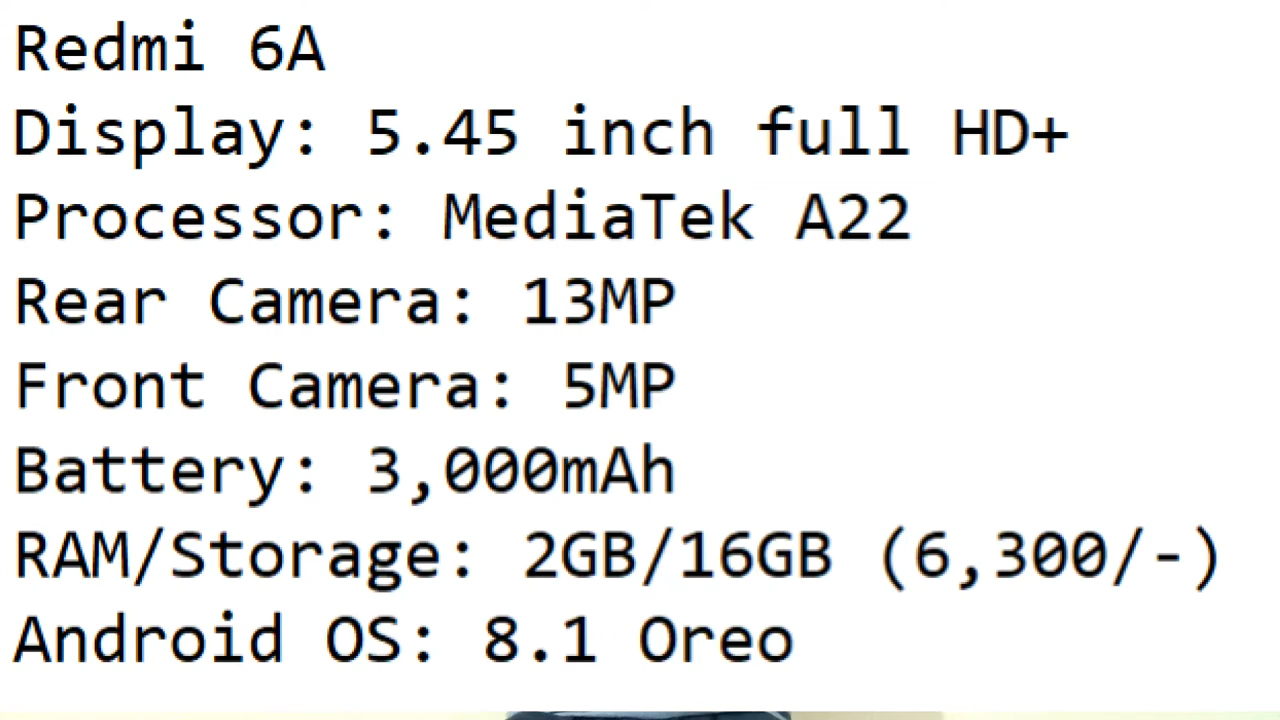 Redmi 6A
Display: 5.45 inch full HD+
Processor: MediaTek A22
Rear Camera: 13MP
Front Camera: 5MP
Battery: 3,000mAh
RAM/Storage: 2GB/16GB (6,300/-)
Android OS: 8.1 Oreo